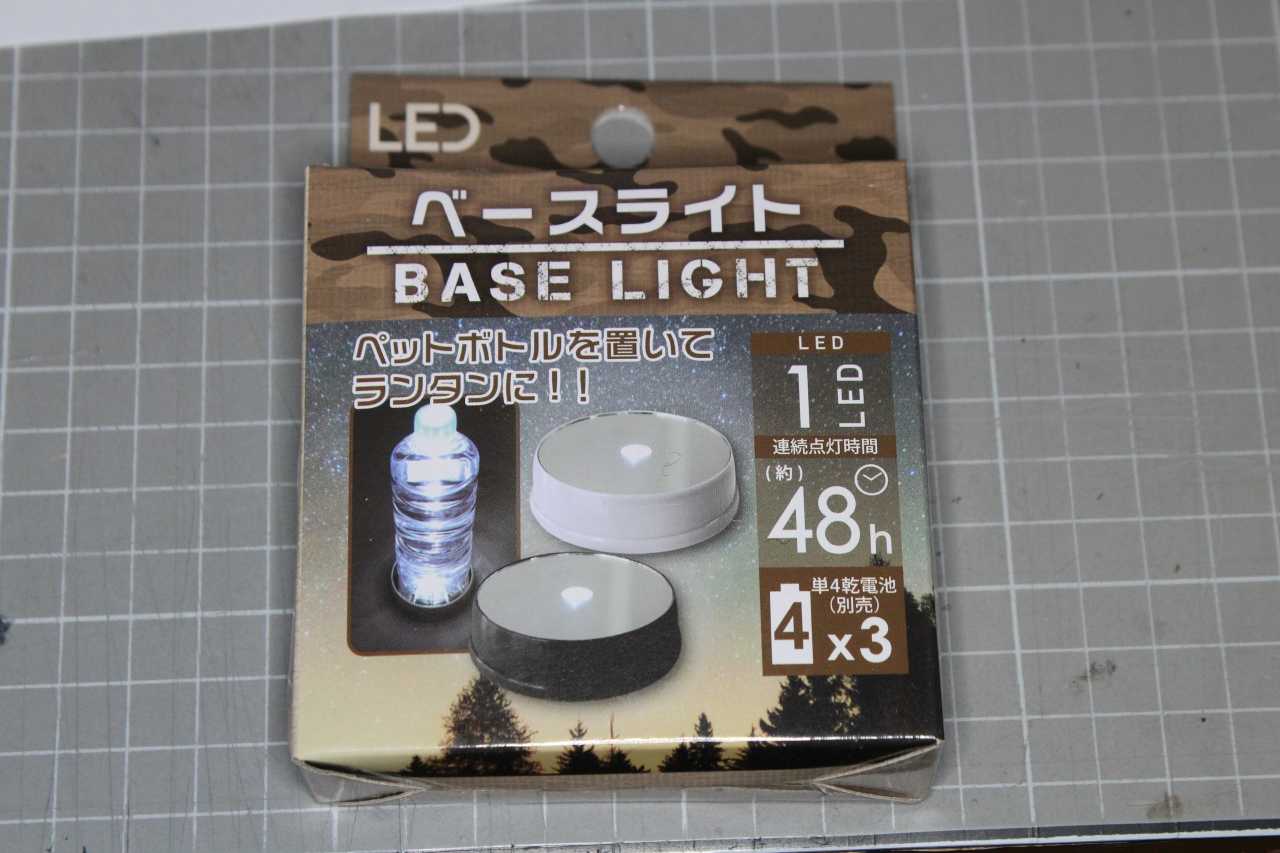 LED
ベースライト
BASE LIGHT
ペットボトルを置いて
ランタンに!!
LED
1 LED
連続点灯時間
(約)
48h
単4乾電池
(別売)
4 x3